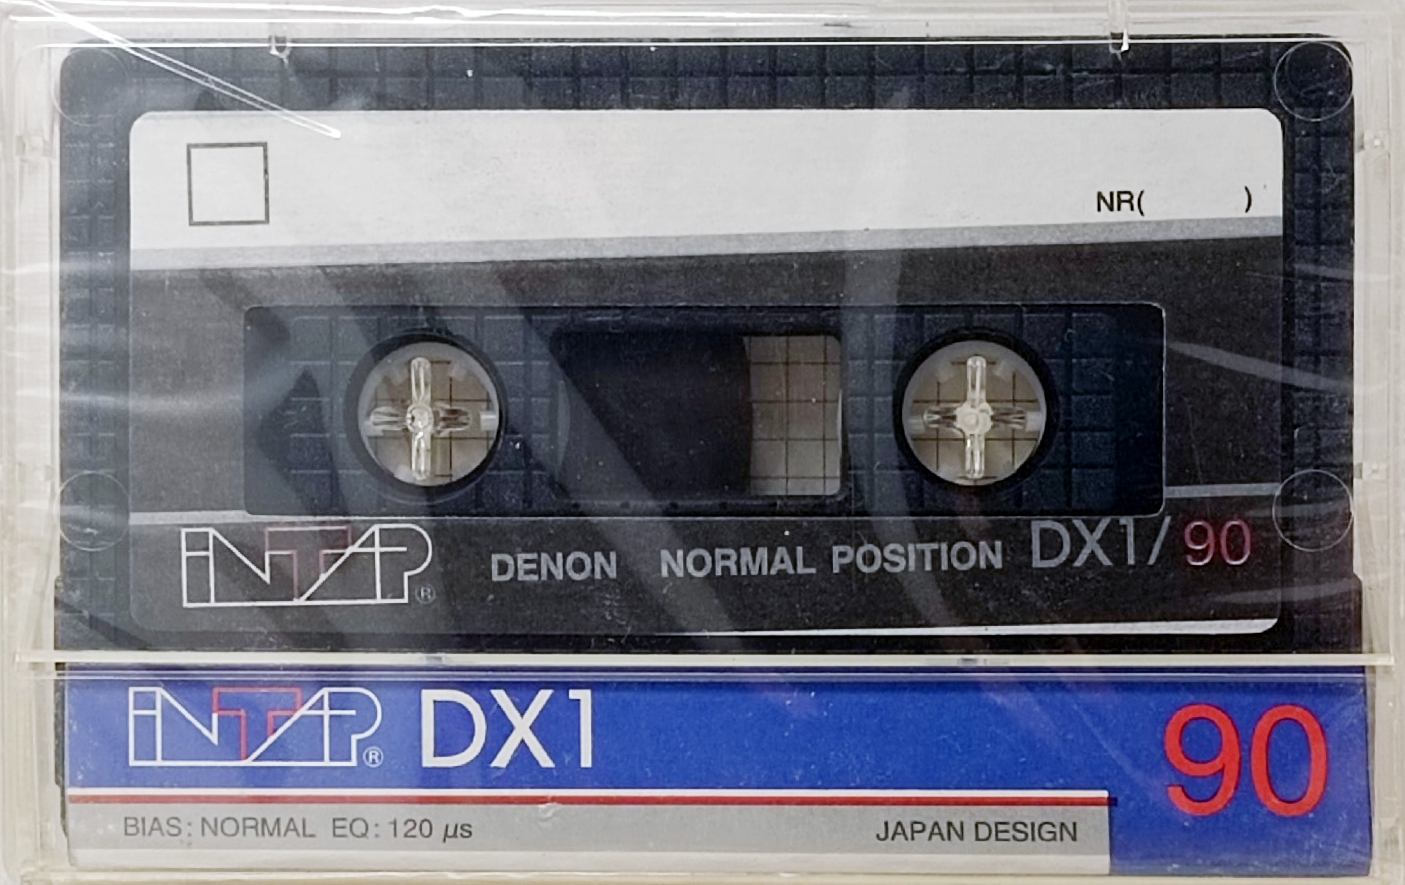 NR( )
INTAP® DENON NORMAL POSITION DX1/90
INTAP® DX1 90
BIAS: NORMAL EQ: 120 µs JAPAN DESIGN